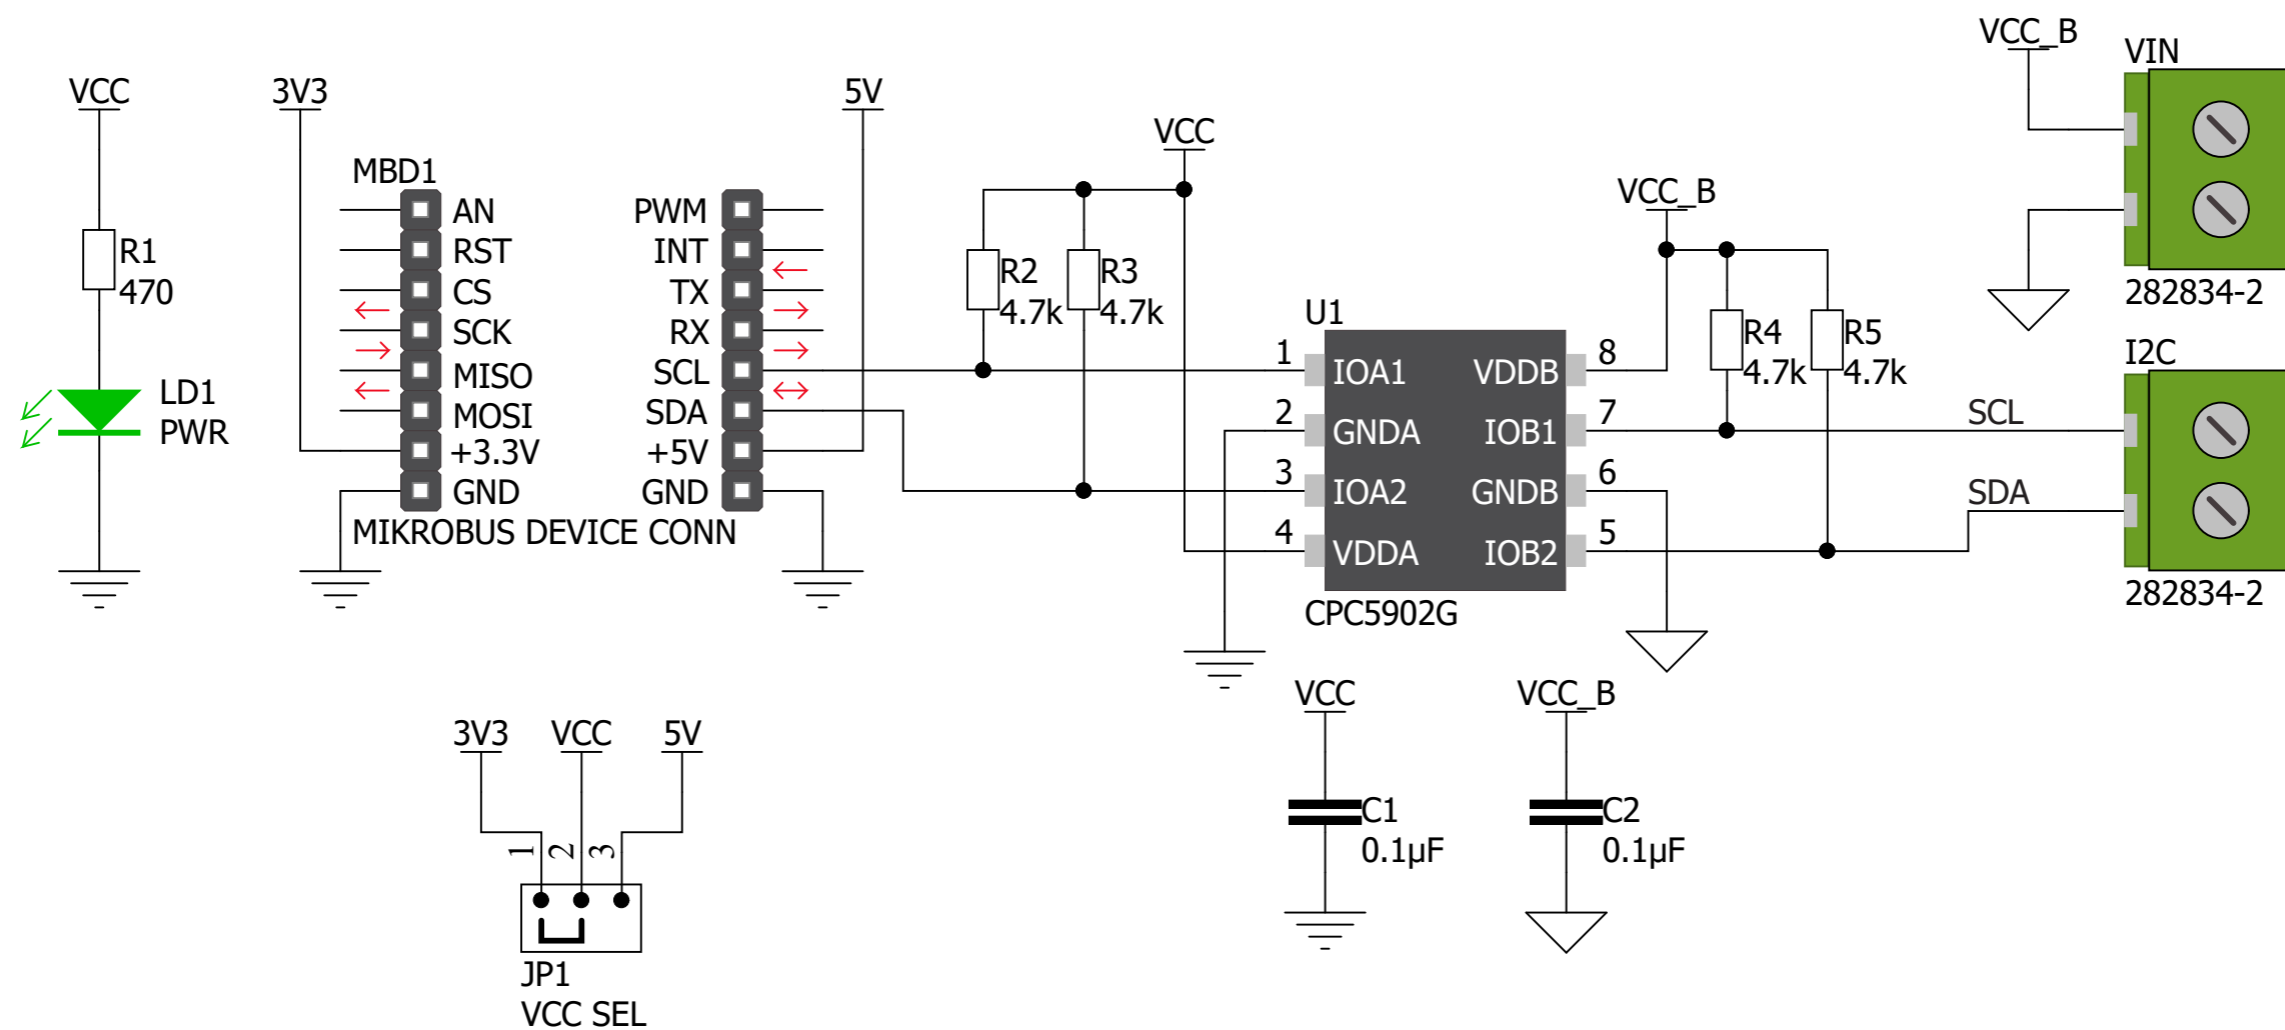 VCC
R1
470
LD1
PWR
3V3
MBD1
AN
RST
CS
SCK
MISO
MOSI
+3.3V
GND
PWM
INT
TX
RX
SCL
SDA
+5V
GND
MIKROBUS DEVICE CONN
5V
VCC
R2
4.7k
R3
4.7k
U1
1
2
3
4
IOA1
GNDA
IOA2
VDDA
VDDB
IOB1
GNDB
IOB2
8
7
6
5
CPC5902G
VCC_B
R4
4.7k
R5
4.7k
SCL
SDA
VCC_B
VIN
282834-2
I2C
282834-2
3V3
VCC
5V
1
2
3
JP1
VCC SEL
VCC
C1
0.1µF
VCC_B
C2
0.1µF